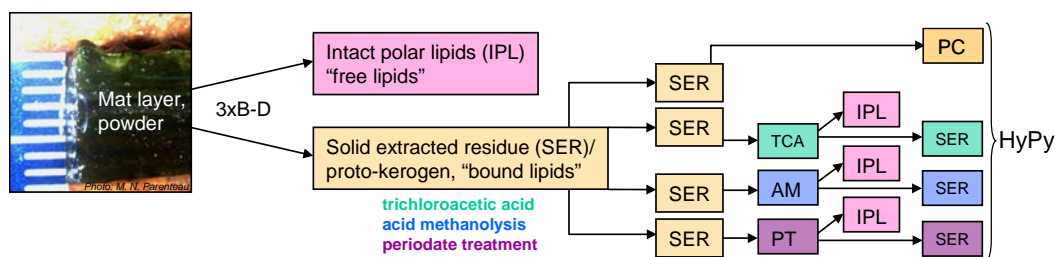 Mat layer,
powder
Photo: M. N. Parenteau
3xB-D
Intact polar lipids (IPL)
“free lipids”
Solid extracted residue (SER)/
proto-kerogen, “bound lipids”
trichloroacetic acid
acid methanolysis
periodate treatment
SER
PC
SER
TCA
IPL
SER
SER
AM
IPL
SER
SER
PT
IPL
SER
HyPy